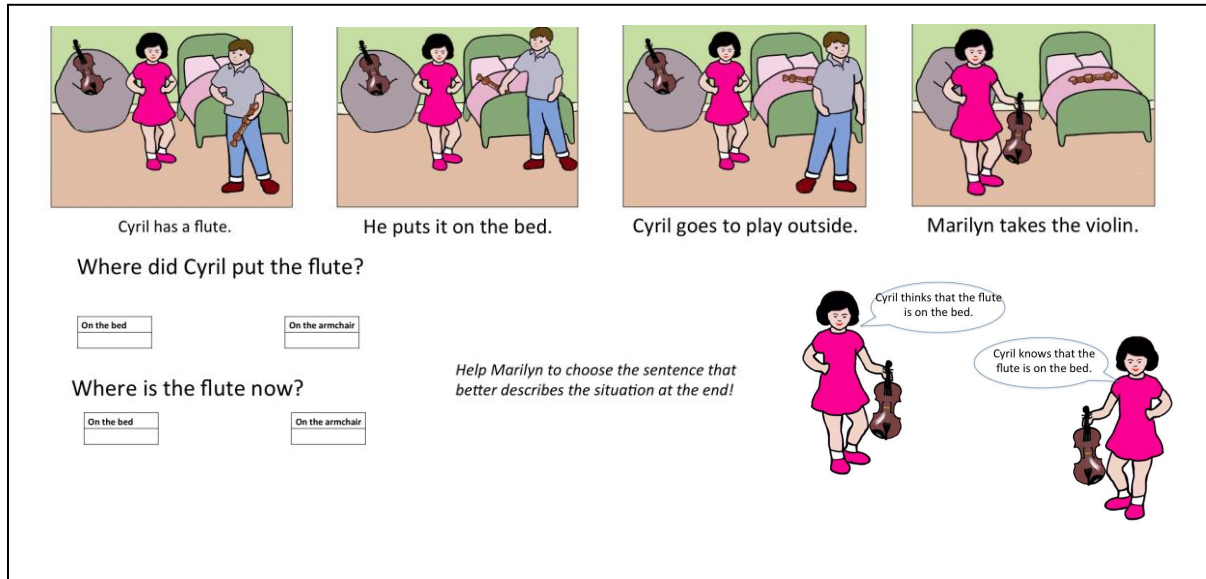 Cyril has a flute.
He puts it on the bed.
Cyril goes to play outside.
Marilyn takes the violin.
Where did Cyril put the flute?
On the bed
On the armchair
Where is the flute now?
On the bed
On the armchair
Help Marilyn to choose the sentence that
better describes the situation at the end!
Cyril thinks that the flute
is on the bed.
Cyril knows that the
flute is on the bed.